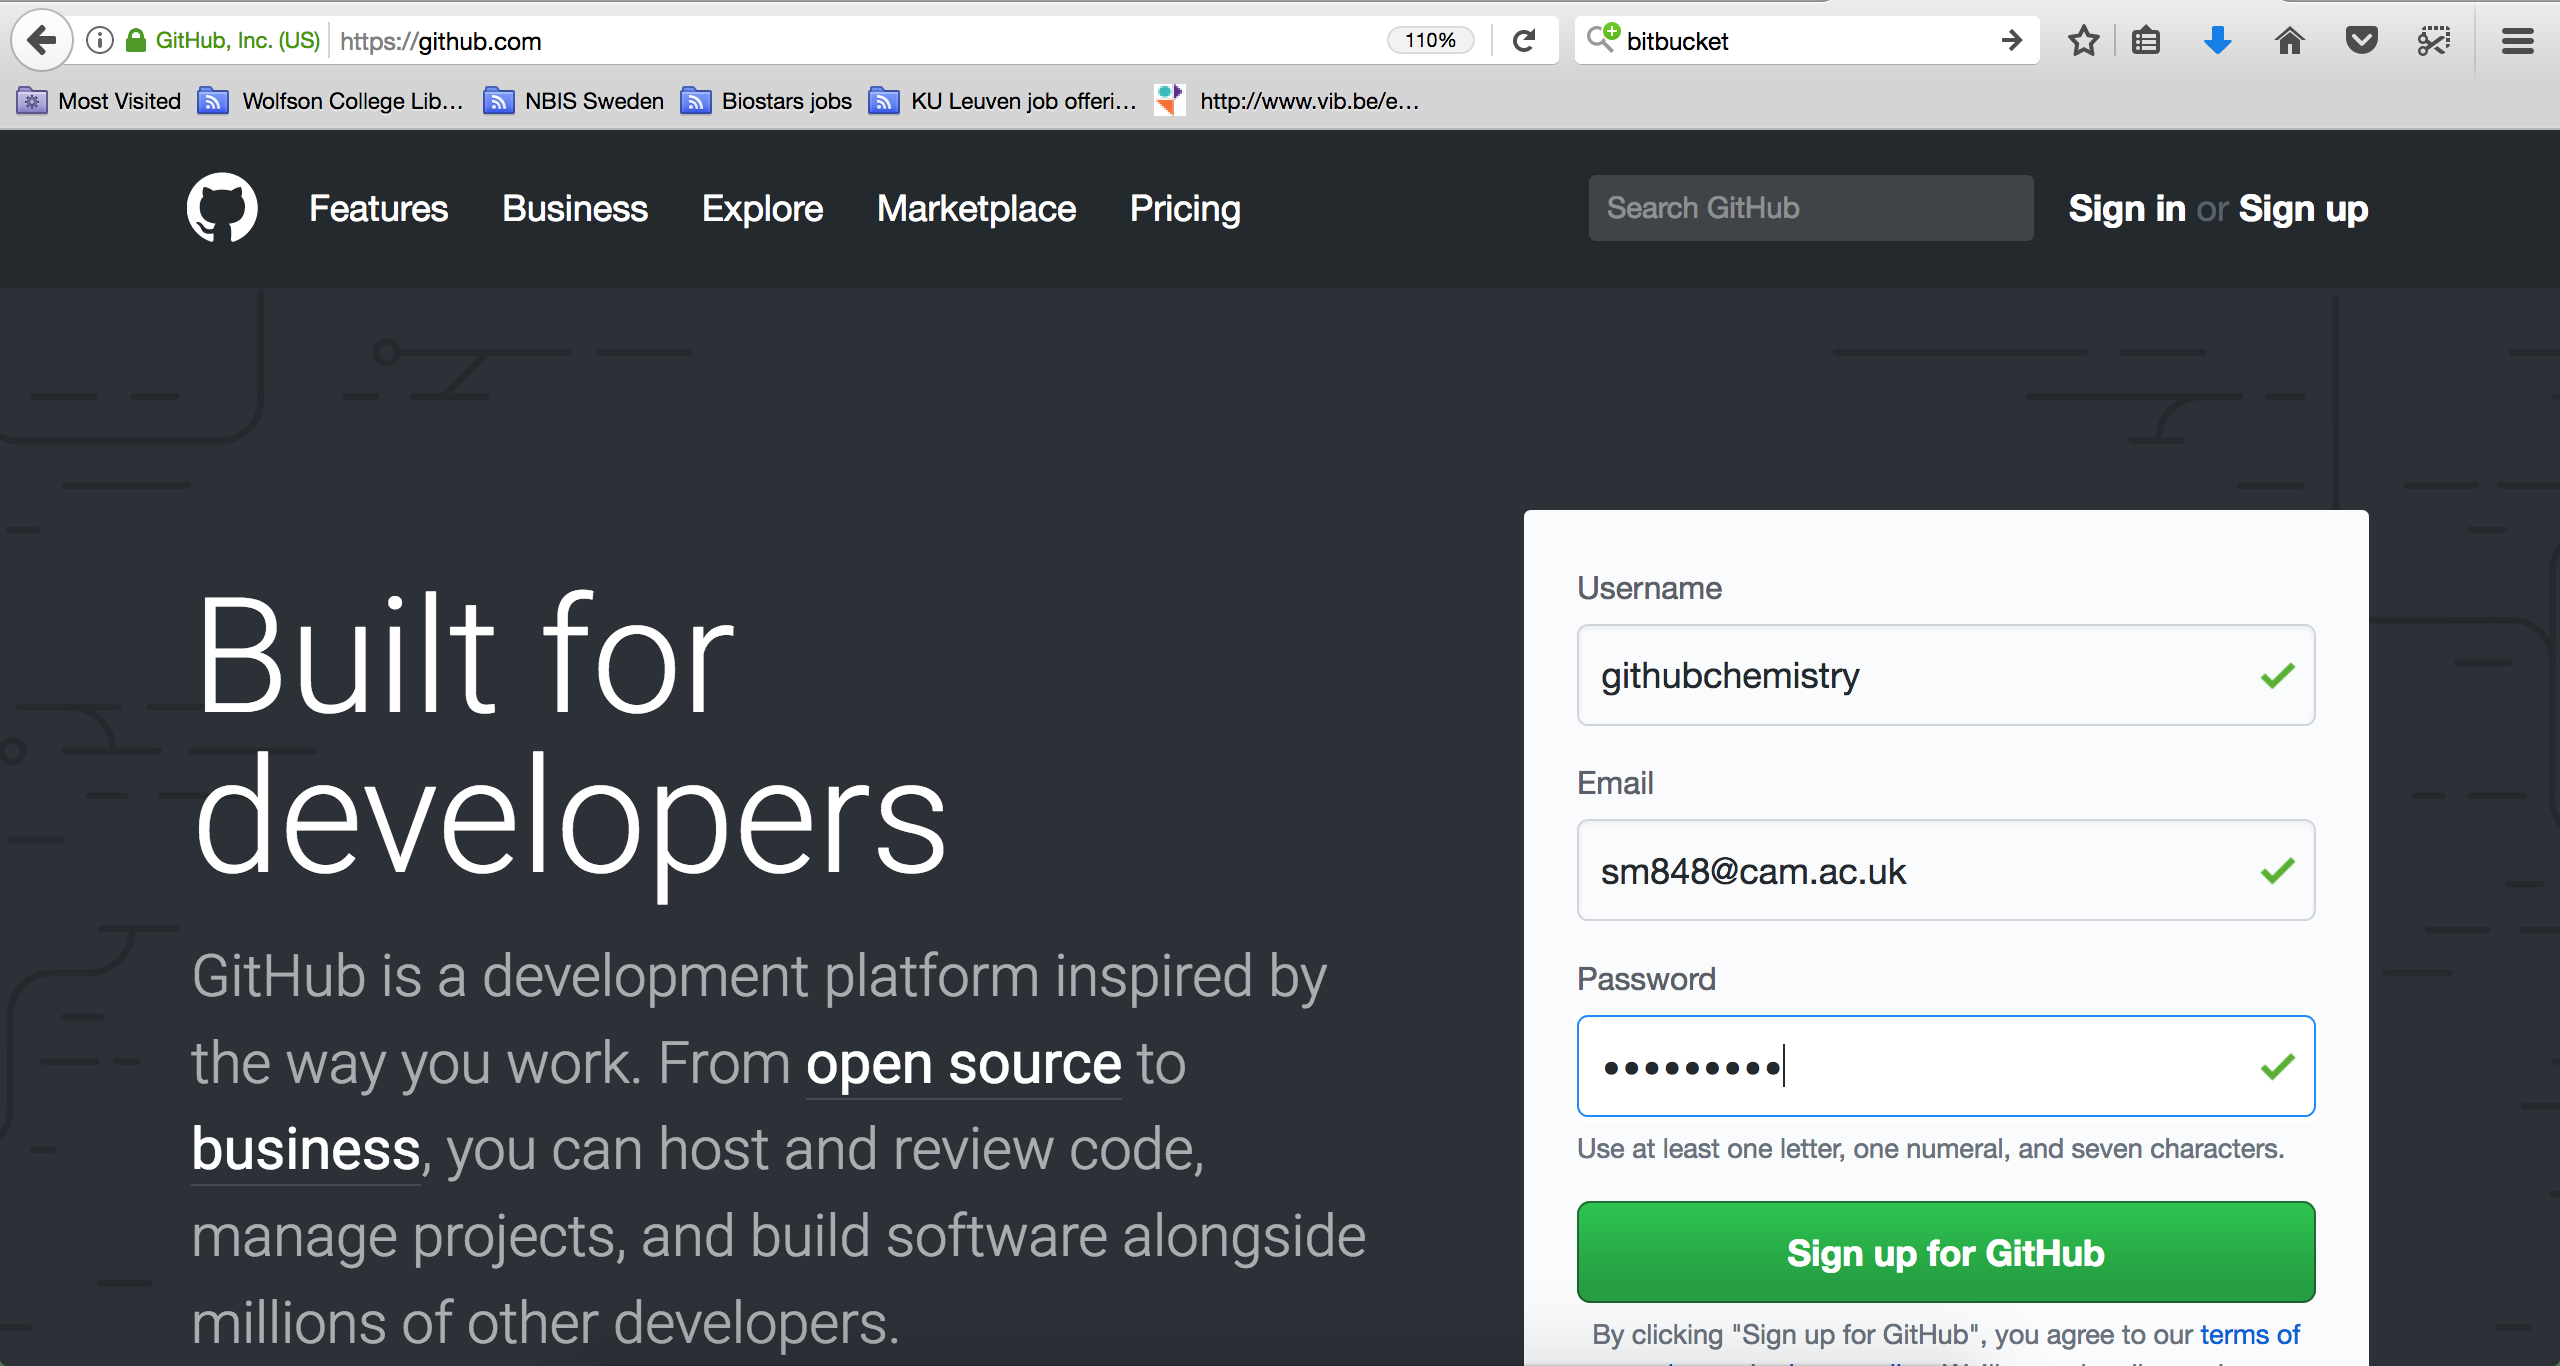 GitHub, Inc. (US) https://github.com 110% bitbucket
Most Visited Wolfson College Lib... NBIS Sweden Biostars jobs KU Leuven job offeri... http://www.vib.be/e...
Features Business Explore Marketplace Pricing Search GitHub Sign in or Sign up
Built for
developers
GitHub is a development platform inspired by
the way you work. From open source to
business, you can host and review code,
manage projects, and build software alongside
millions of other developers.
Username
githubchemistry
Email
sm848@cam.ac.uk
Password
•••••••••
Use at least one letter, one numeral, and seven characters.
Sign up for GitHub
By clicking "Sign up for GitHub", you agree to our terms of